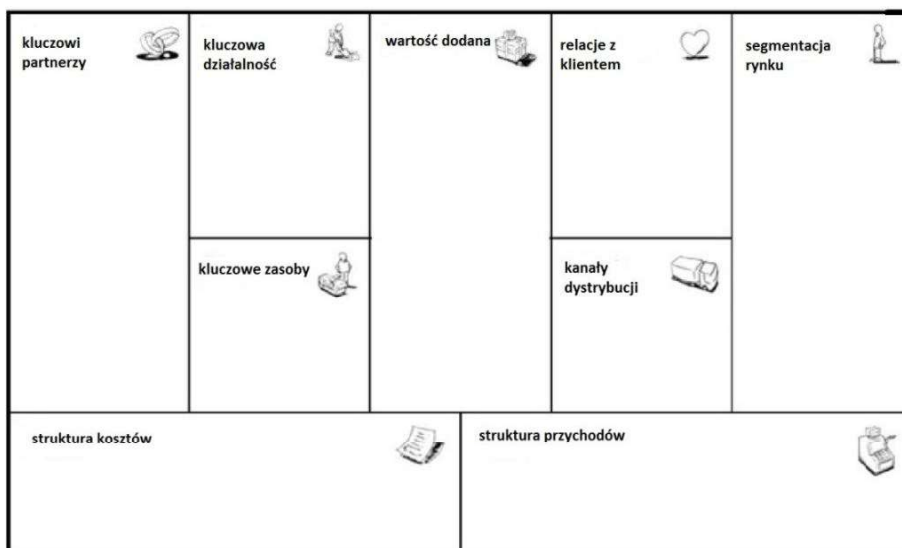 kluczowi
partnerzy
kluczowa
działalność
kluczowe zasoby
wartość dodana
relacje z
klientem
kanały
dystrybucji
segmentacja
rynku
struktura kosztów
struktura przychodów